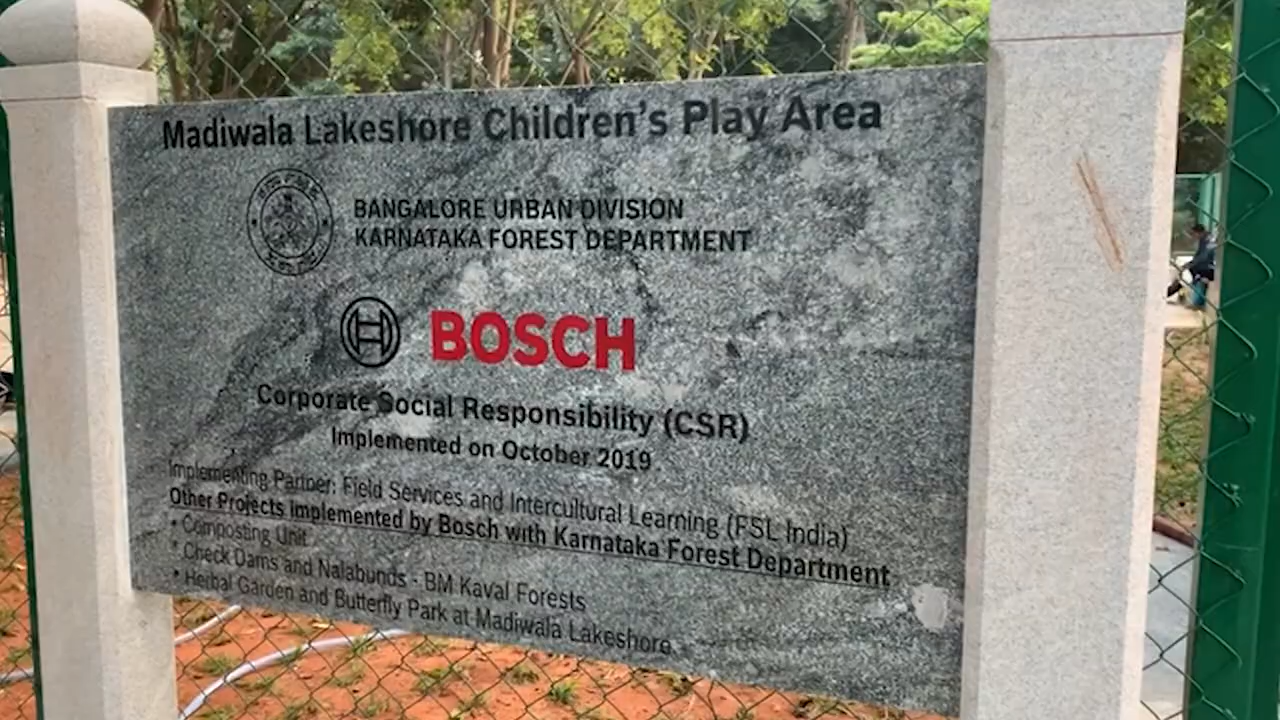 Madiwala Lakeshore Children's Play Area
BANGALORE URBAN DIVISION
KARNATAKA FOREST DEPARTMENT
BOSCH
Corporate Social Responsibility (CSR)
Implemented on October 2019
Implementing Partner: Field Services and Intercultural Learning (FSL India)
Other Projects Implemented by Bosch with Karnataka Forest Department
* Composting Unit
* Check Dams and Nalabunds - BM Kaval Forests
* Herbal Garden and Butterfly Park at Madiwala Lakeshore